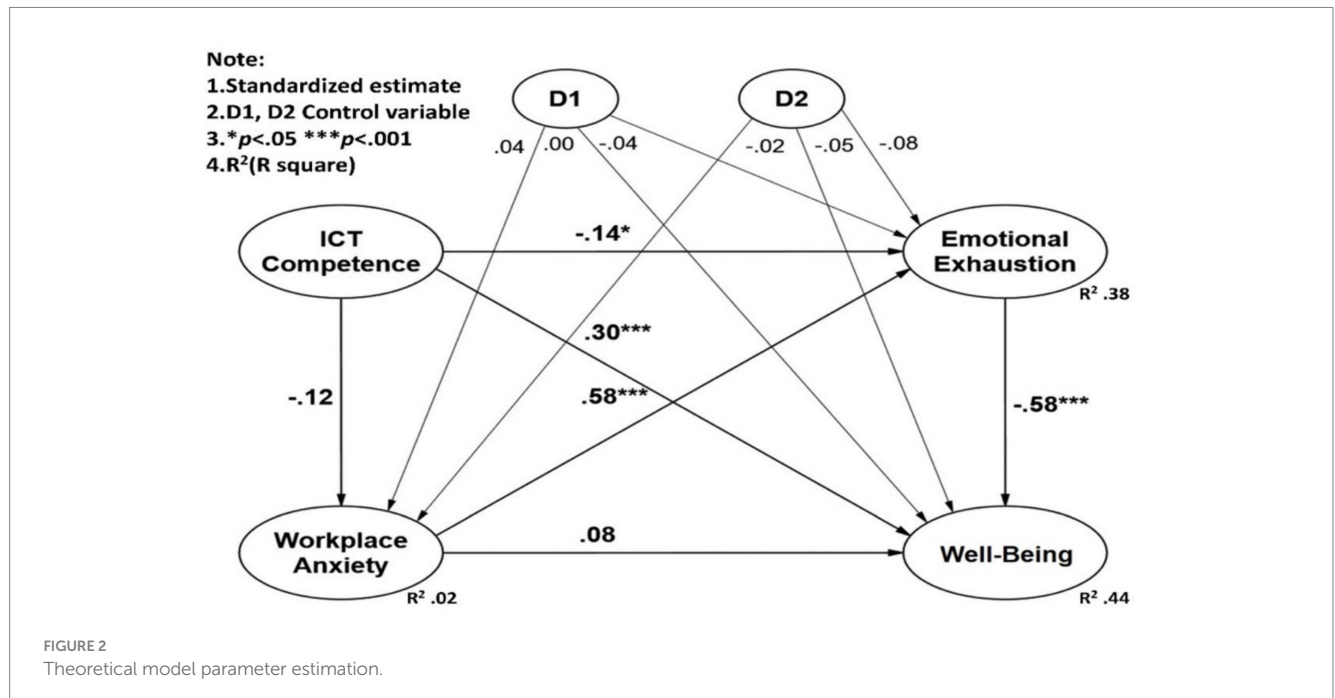 Note:
1.Standardized estimate
2.D1, D2 Control variable
3.*p<.05 ***p<.001
4.R²(R square)
D1
D2
.04 .00 -.04
-.02 -.05 -.08
ICT
Competence
-.14*
Emotional
Exhaustion
R² .38
.30***
-.12
.58***
-.58***
Workplace
Anxiety
R² .02
.08
Well-Being
R² .44
FIGURE 2
Theoretical model parameter estimation.